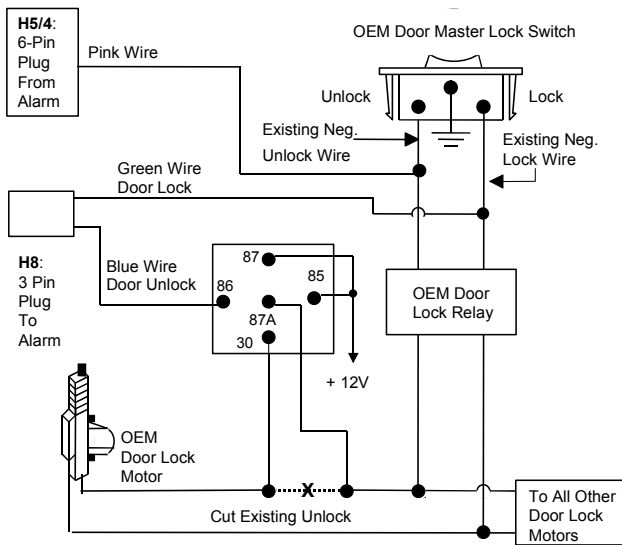 H5/4:
6-Pin
Plug
From
Alarm
Pink Wire
OEM Door Master Lock Switch
Unlock
Lock
Existing Neg.
Unlock Wire
Existing Neg.
Lock Wire
Green Wire
Door Lock
H8:
3 Pin
Plug
To
Alarm
Blue Wire
Door Unlock
87
86
85
87A
30
+ 12V
OEM Door
Lock Relay
OEM
Door Lock
Motor
X
Cut Existing Unlock
To All Other
Door Lock
Motors